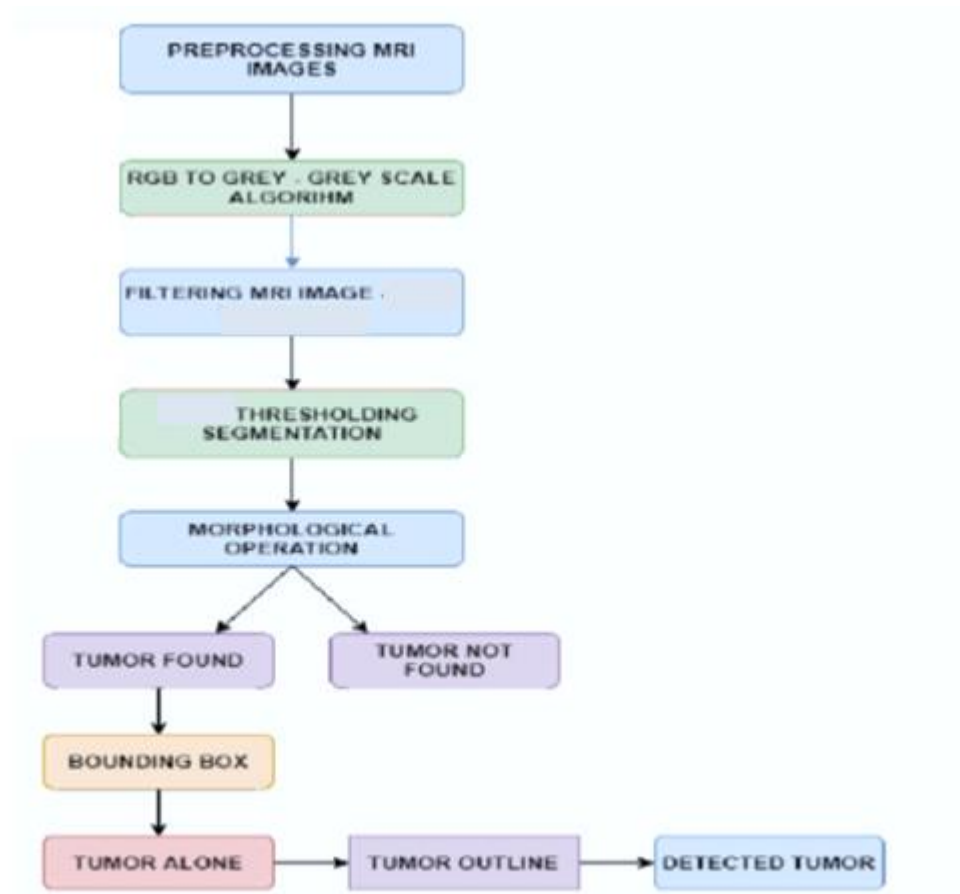 PREPROCESSING MRI
IMAGES
RGB TO GREY - GREY SCALE
ALGORIHM
FILTERING MRI IMAGE -
THRESHOLDING
SEGMENTATION
MORPHOLOGICAL
OPERATION
TUMOR FOUND
TUMOR NOT
FOUND
BOUNDING BOX
TUMOR ALONE
TUMOR OUTLINE
DETECTED TUMOR